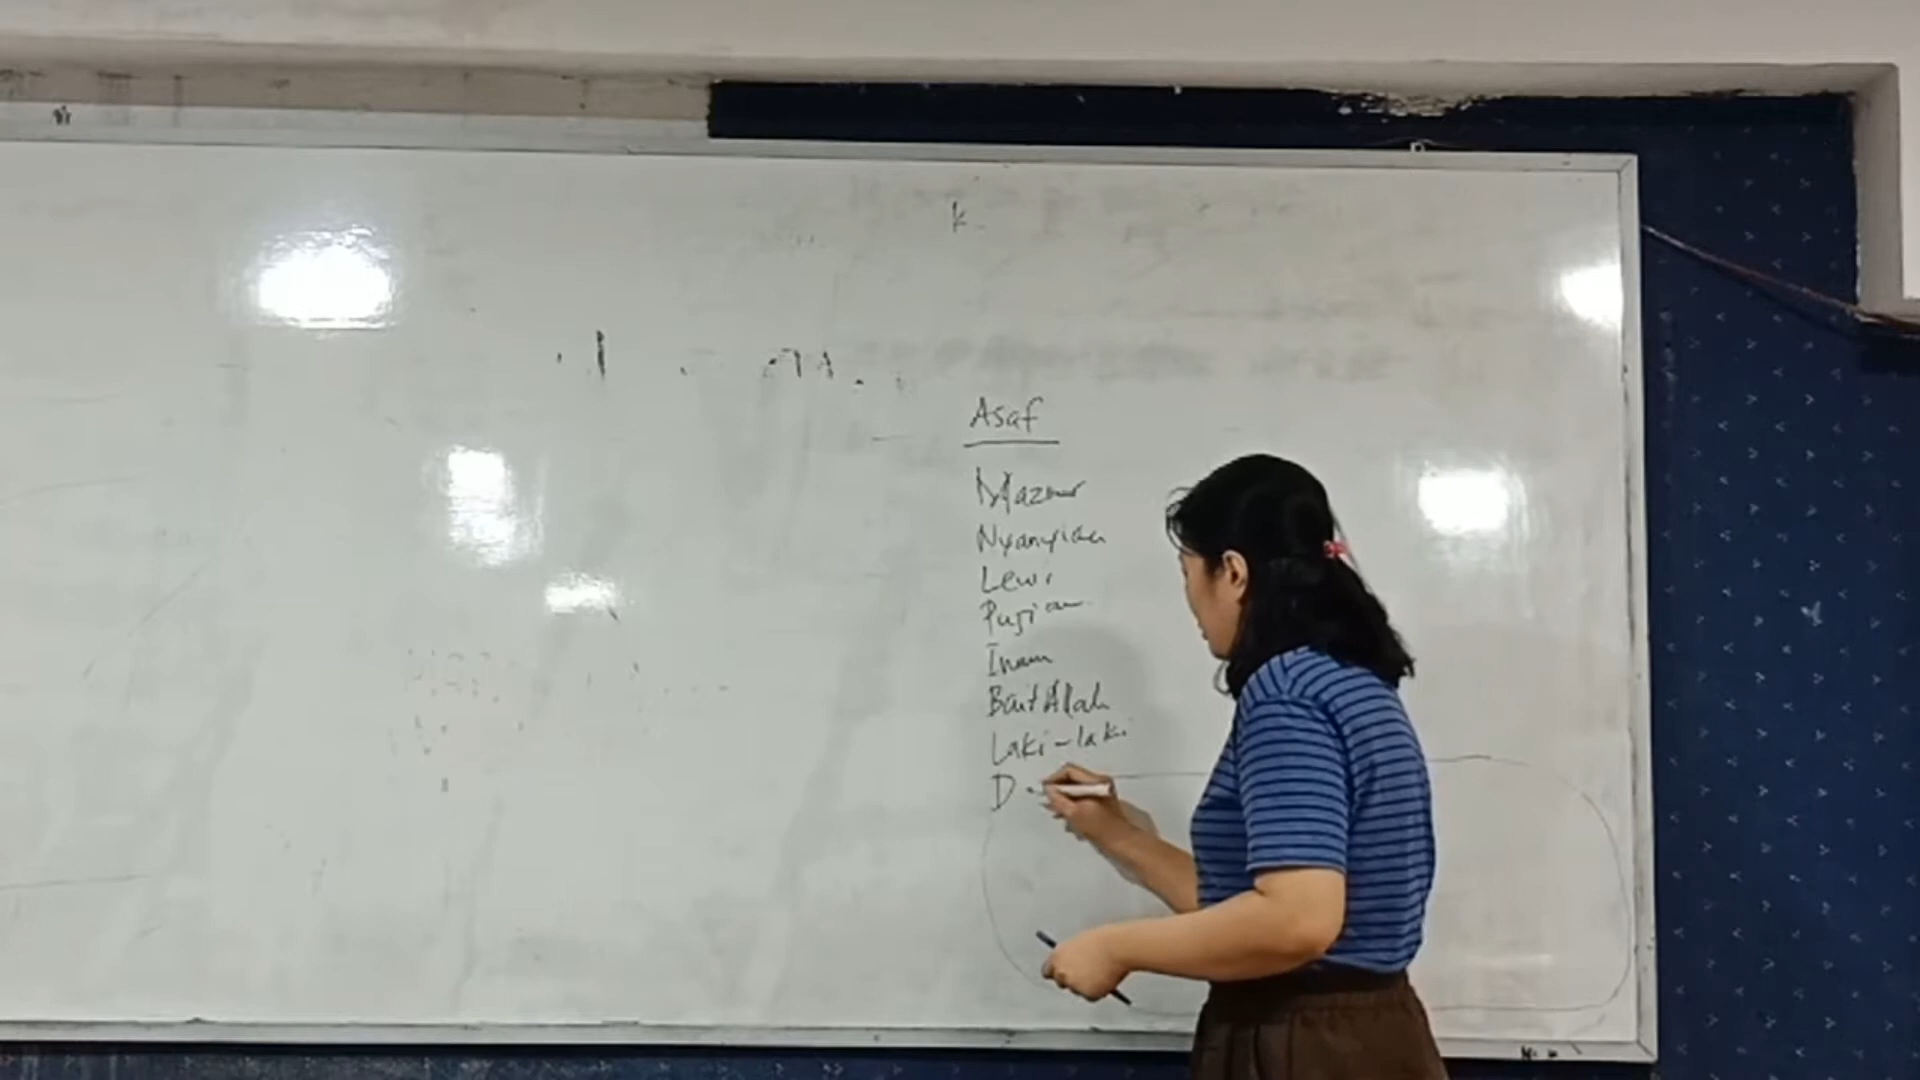 k
Asaf
Mazmur
Nyanyian
Lewi
Pujian
Imam
Bait Allah
Laki-laki
D